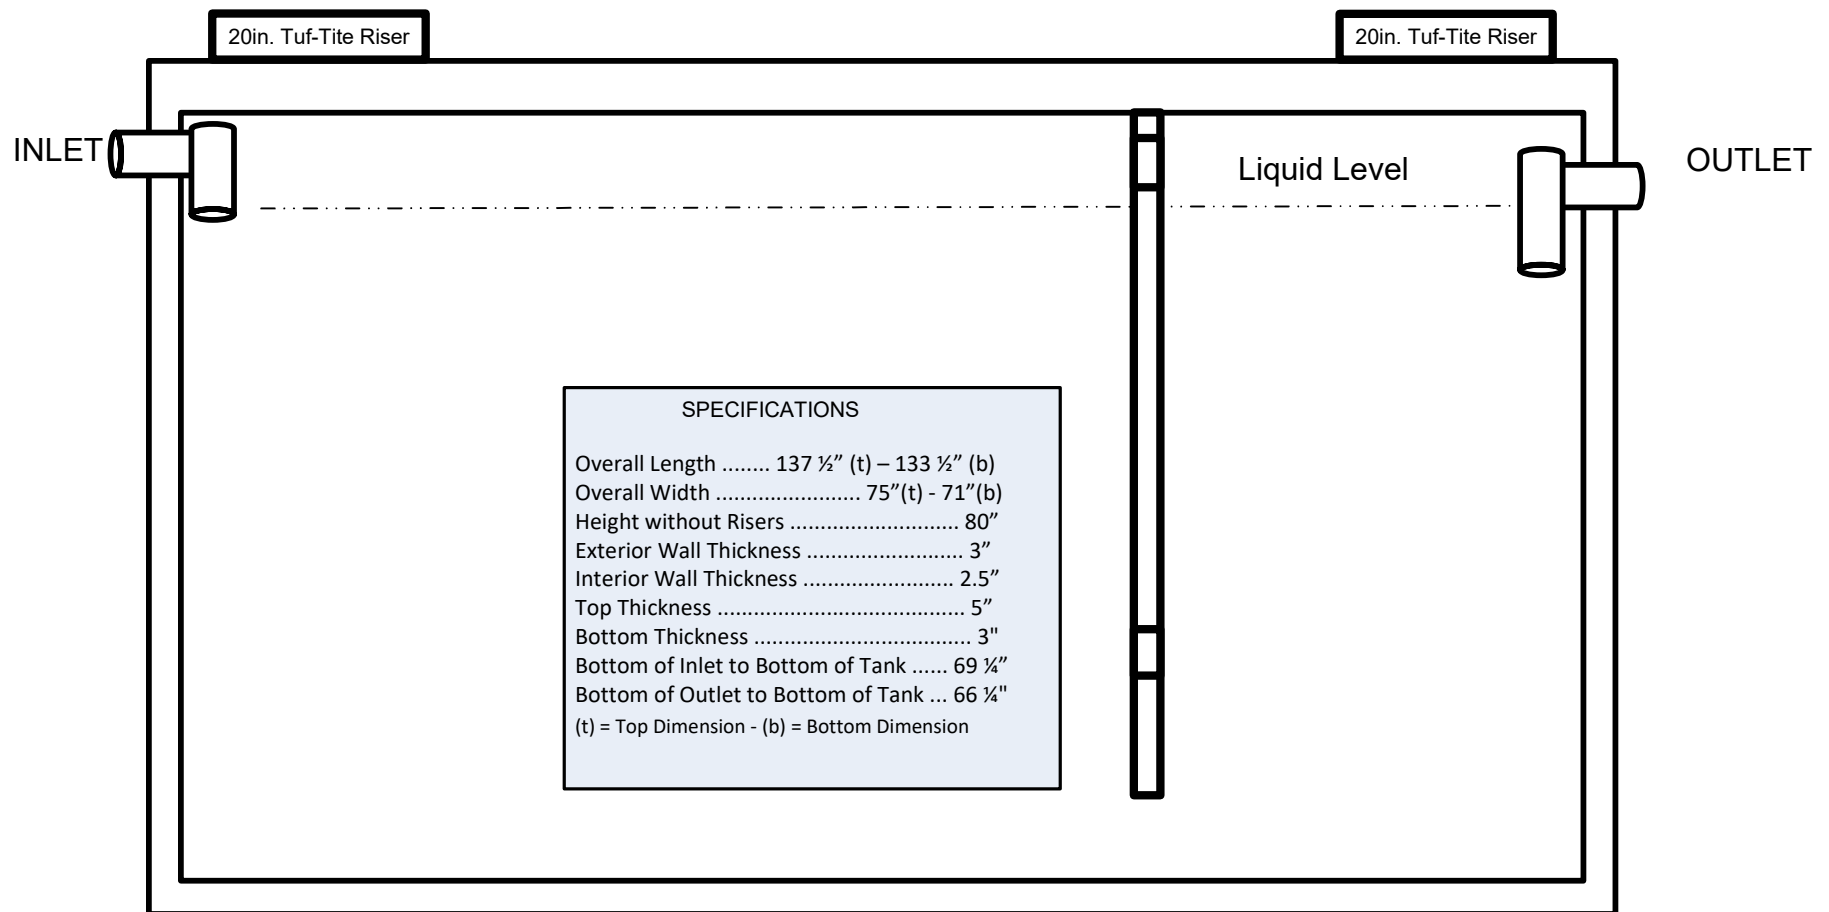 20in. Tuf-Tite Riser
20in. Tuf-Tite Riser
INLET
Liquid Level
OUTLET
SPECIFICATIONS
Overall Length ........ 137 ½” (t) – 133 ½” (b)
Overall Width ........................ 75”(t) - 71”(b)
Height without Risers ............................ 80”
Exterior Wall Thickness .......................... 3”
Interior Wall Thickness ......................... 2.5”
Top Thickness ......................................... 5”
Bottom Thickness .................................... 3"
Bottom of Inlet to Bottom of Tank ...... 69 ¼”
Bottom of Outlet to Bottom of Tank ... 66 ¼"
(t) = Top Dimension - (b) = Bottom Dimension